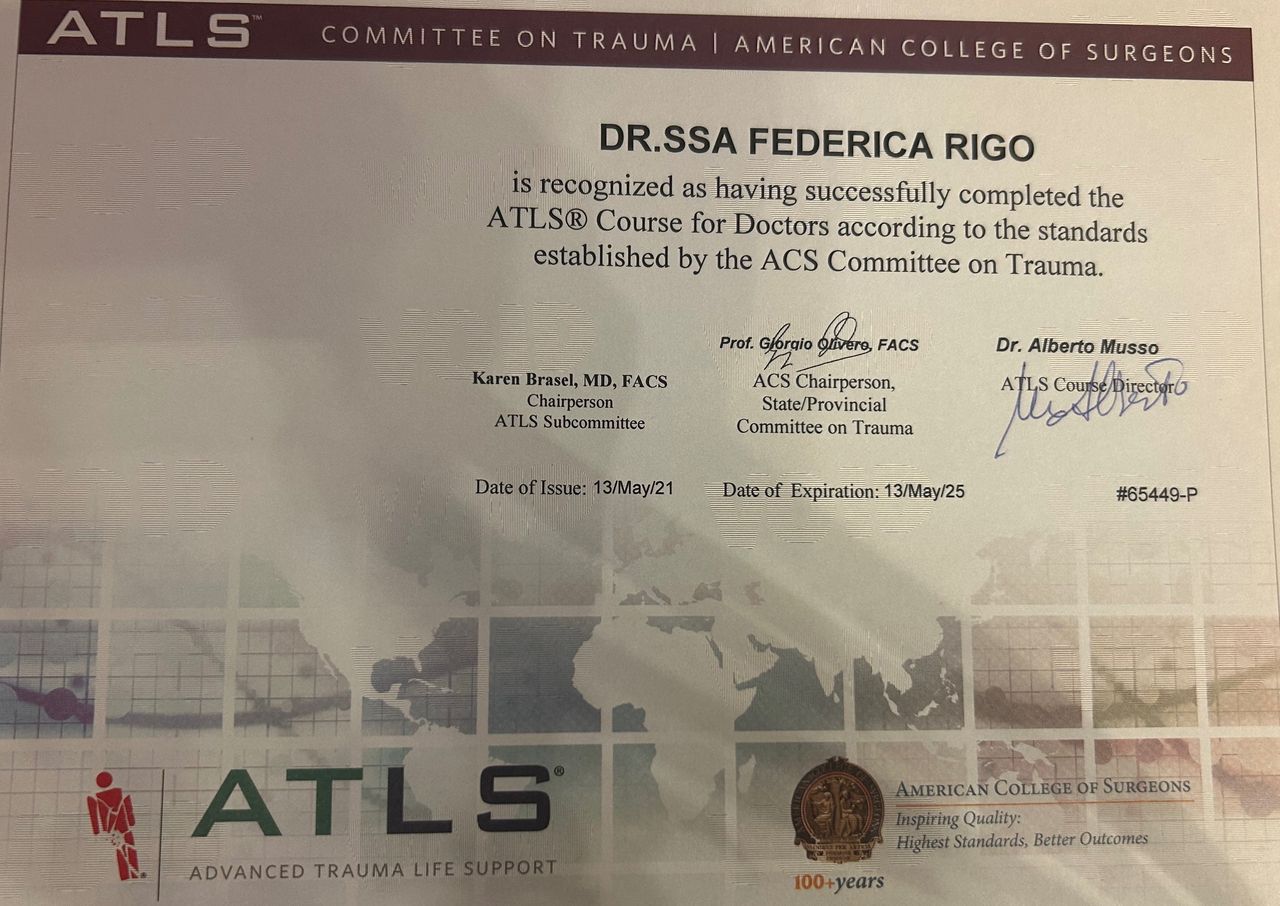 ATLS™ COMMITTEE ON TRAUMA | AMERICAN COLLEGE OF SURGEONS
DR.SSA FEDERICA RIGO
is recognized as having successfully completed the
ATLS® Course for Doctors according to the standards
established by the ACS Committee on Trauma.
Karen Brasel, MD, FACS
Chairperson
ATLS Subcommittee
Prof. Giorgio Olivero, FACS
ACS Chairperson,
State/Provincial
Committee on Trauma
Dr. Alberto Musso
ATLS Course Director
Date of Issue: 13/May/21
Date of Expiration: 13/May/25
#65449-P
ATLS®
ADVANCED TRAUMA LIFE SUPPORT
AMERICAN COLLEGE OF SURGEONS
Inspiring Quality:
Highest Standards, Better Outcomes
100+years